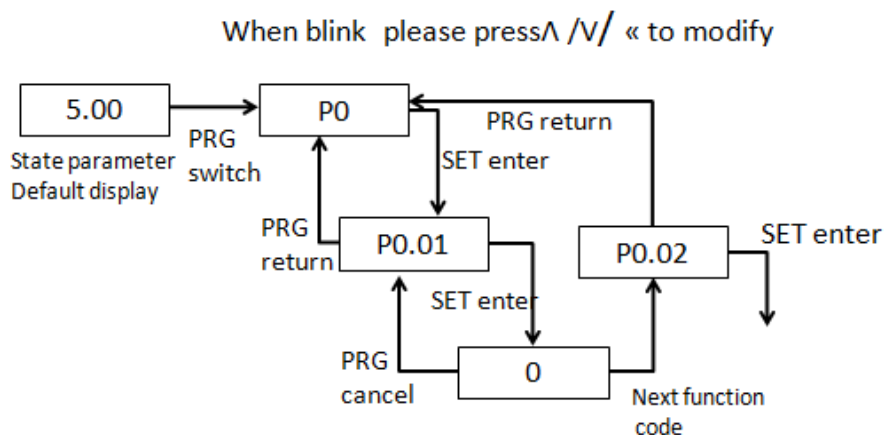 When blink please press∧ /∨/ « to modify
5.00
P0
PRG return
PRG
switch
State parameter
Default display
SET enter
PRG
return
P0.01
P0.02
SET enter
SET enter
PRG
cancel
0
Next function
code